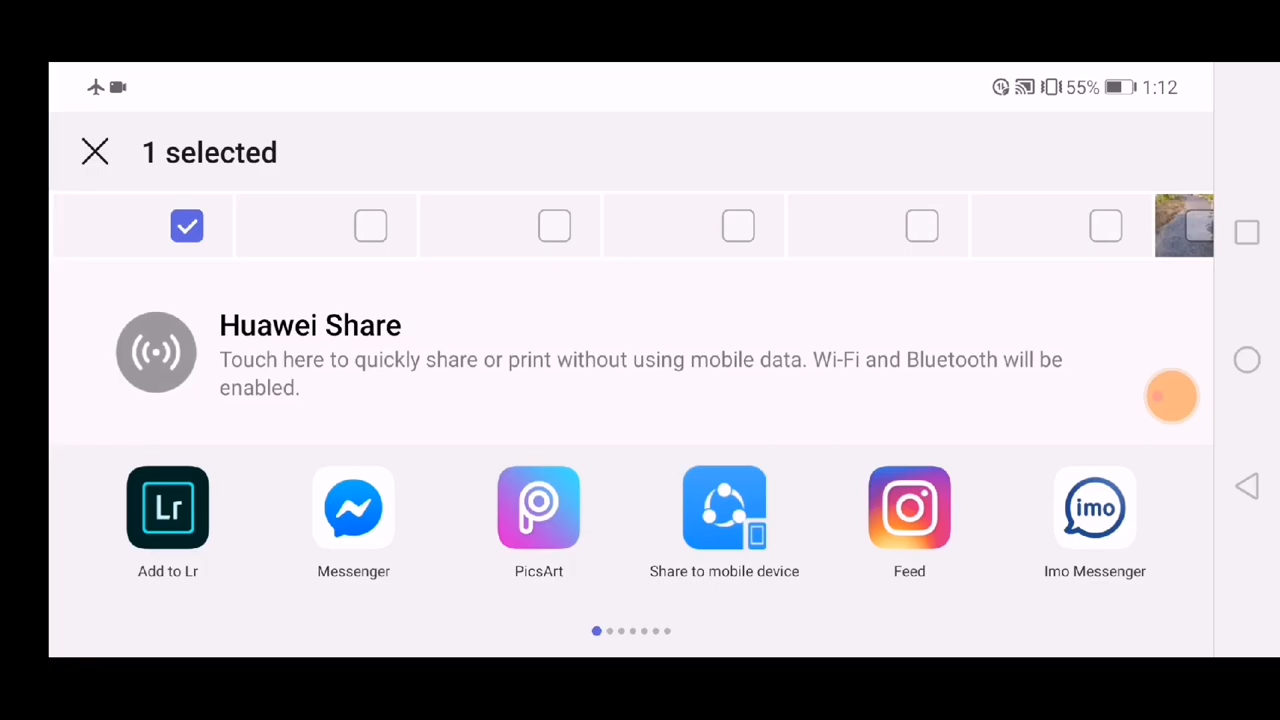 55% 1:12
1 selected
Huawei Share
Touch here to quickly share or print without using mobile data. Wi-Fi and Bluetooth will be
enabled.
Lr
imo
Add to Lr
Messenger
PicsArt
Share to mobile device
Feed
Imo Messenger